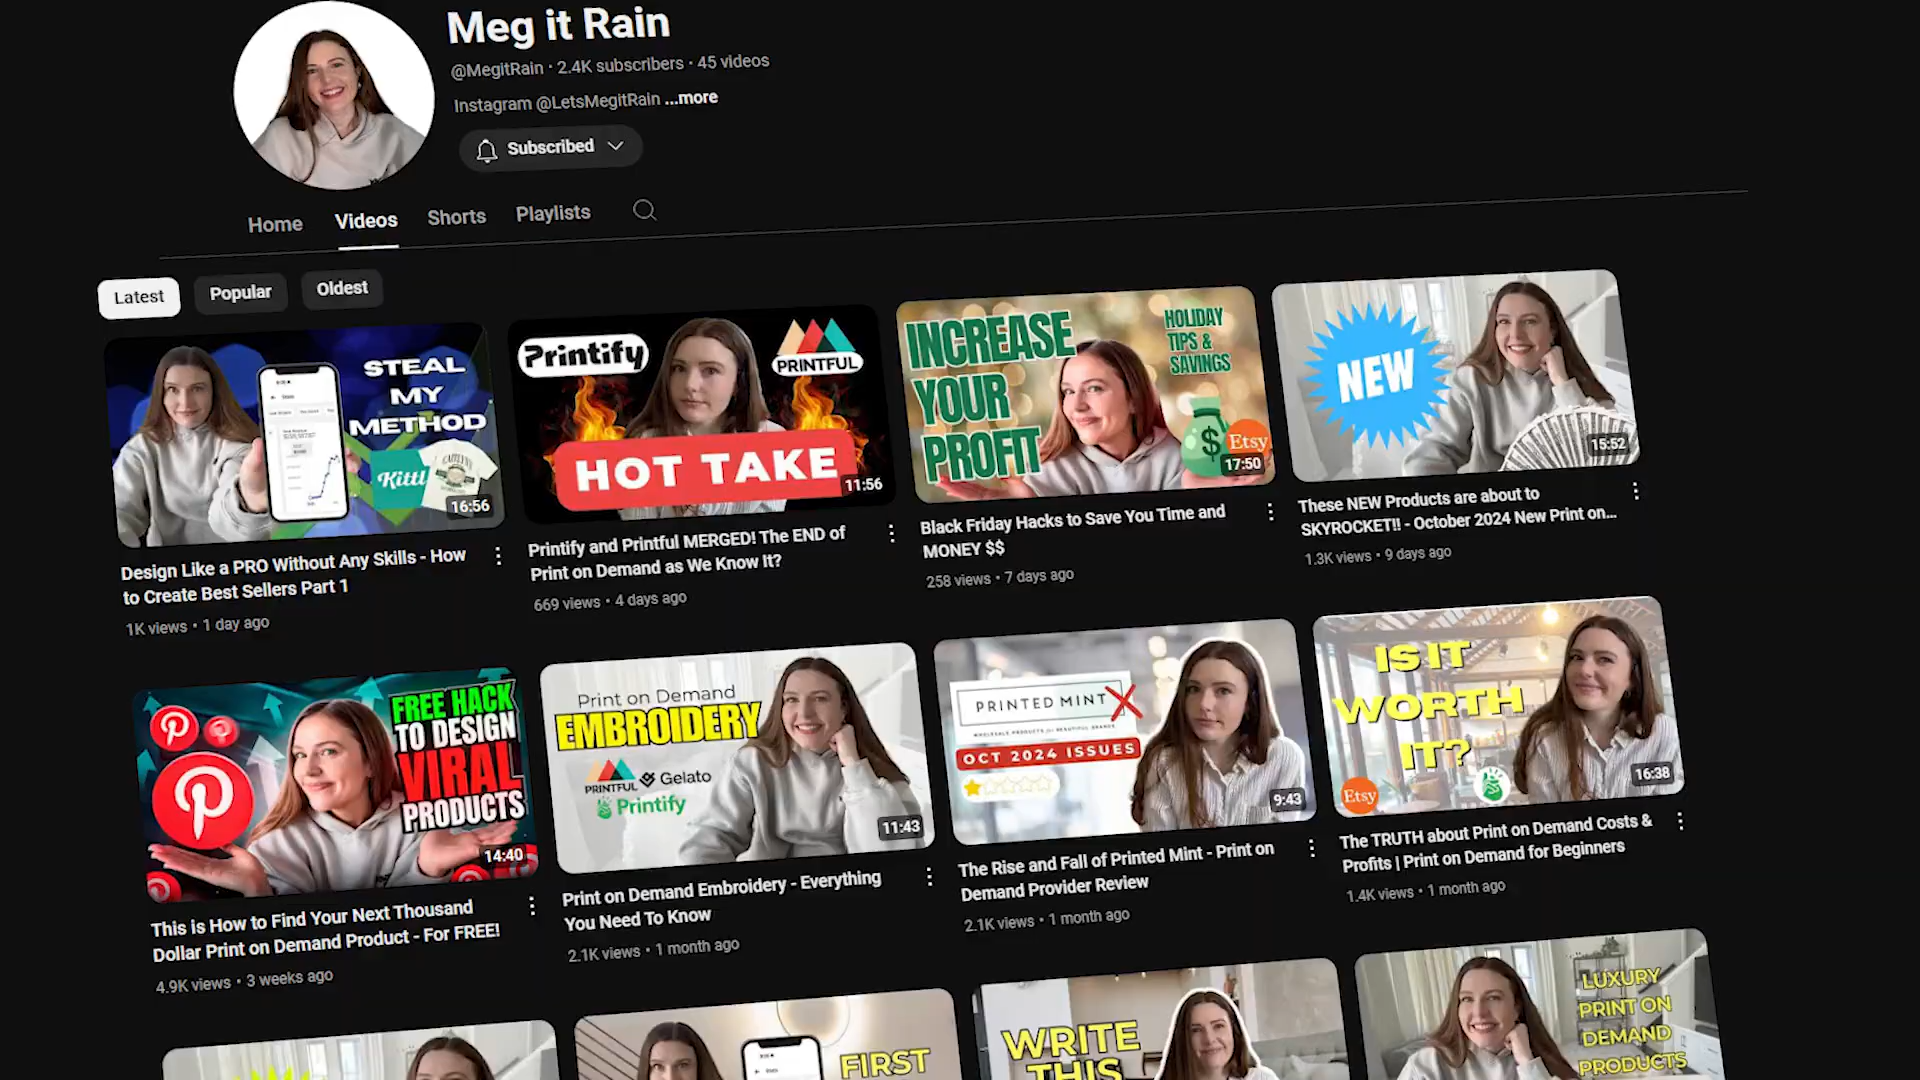 Meg it Rain
@MegitRain · 2.4K subscribers · 45 videos
Instagram @LetsMegitRain ...more
Subscribed
Home Videos Shorts Playlists
Latest Popular Oldest
STEAL
MY
METHOD
Kittl
16:56
Design Like a PRO Without Any Skills - How
to Create Best Sellers Part 1
1K views · 1 day ago
Printify
PRINTFUL
HOT TAKE
11:56
Printify and Printful MERGED! The END of
Print on Demand as We Know It?
669 views · 4 days ago
INCREASE
YOUR
PROFIT
HOLIDAY
TIPS &
SAVINGS
$
Etsy
17:50
Black Friday Hacks to Save You Time and
MONEY $$
258 views · 7 days ago
NEW
15:52
These NEW Products are about to
SKYROCKET!! - October 2024 New Print on...
1.3K views · 9 days ago
FREE HACK
TO DESIGN
VIRAL
PRODUCTS
14:40
This is How to Find Your Next Thousand
Dollar Print on Demand Product - For FREE!
4.9K views · 3 weeks ago
Print on Demand
EMBROIDERY
PRINTFUL Gelato
Printify
11:43
Print on Demand Embroidery - Everything
You Need To Know
2.1K views · 1 month ago
PRINTED MINT
WHOLESALE PRODUCTS for BEAUTIFUL BRANDS
OCT 2024 ISSUES
9:43
The Rise and Fall of Printed Mint - Print on
Demand Provider Review
2.1K views · 1 month ago
IS IT
WORTH
IT?
Etsy
16:38
The TRUTH about Print on Demand Costs &
Profits | Print on Demand for Beginners
1.4K views · 1 month ago
FIRST
WRITE
THIS
LUXURY
PRINT ON
DEMAND
PRODUCTS